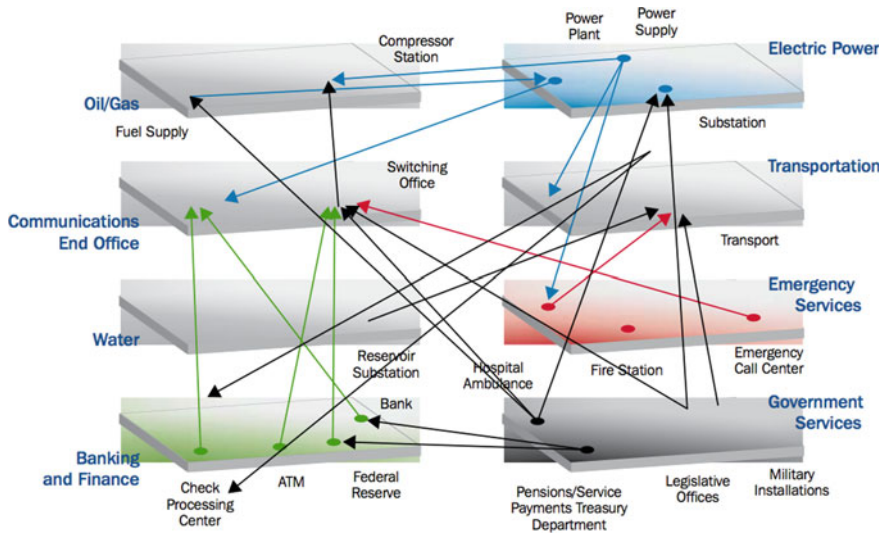 Power
Plant
Power
Supply
Compressor
Station
Electric Power
Oil/Gas
Fuel Supply
Substation
Switching
Office
Transportation
Communications
End Office
Transport
Emergency
Services
Water
Reservoir
Substation
Hospital
Ambulance
Fire Station
Emergency
Call Center
Bank
Government
Services
Banking
and Finance
Check
Processing
Center
ATM
Federal
Reserve
Pensions/Service
Payments Treasury
Department
Legislative
Offices
Military
Installations